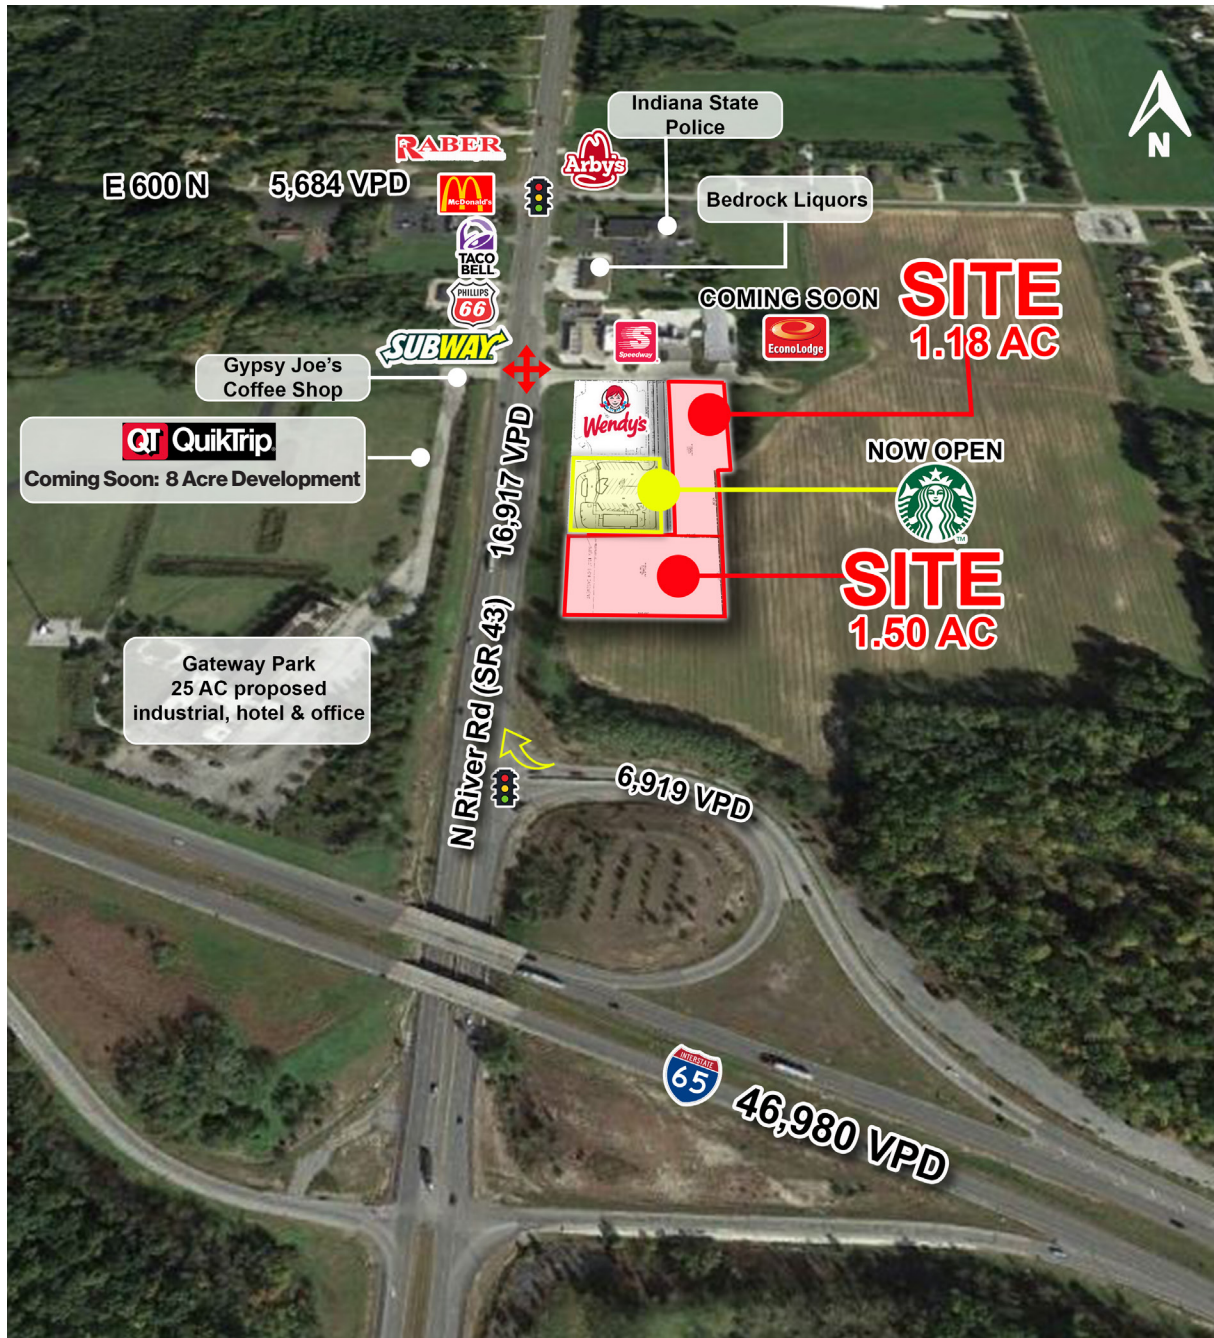 Indiana State
Police
RABER
Arby's
E 600 N
5,684 VPD
McDonald's
Bedrock Liquors
TACO
BELL
PHILLIPS
66
COMING SOON
SITE
1.18 AC
SUBWAY
Speedway
EconoLodge
Gypsy Joe's
Coffee Shop
Wendy's
QT QuikTrip
Coming Soon: 8 Acre Development
16,917 VPD
NOW OPEN
TM
SITE
1.50 AC
N River Rd (SR 43)
Gateway Park
25 AC proposed
industrial, hotel & office
6,919 VPD
INTERSTATE
65
46,980 VPD
N